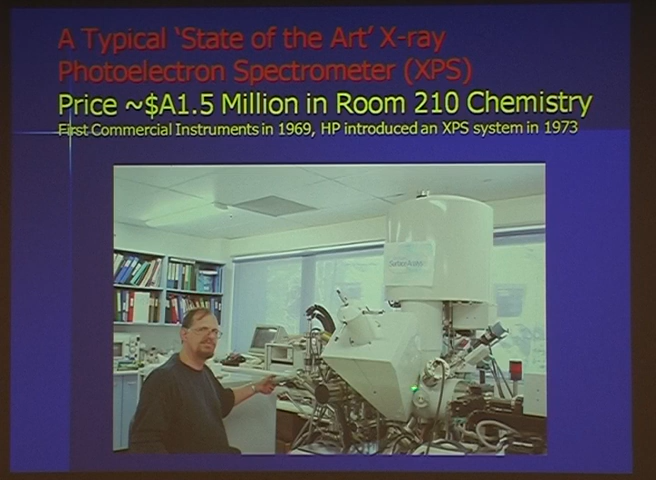 A Typical ‘State of the Art’ X-ray
Photoelectron Spectrometer (XPS)
Price ~$A1.5 Million in Room 210 Chemistry
First Commercial Instruments in 1969, HP introduced an XPS system in 1973